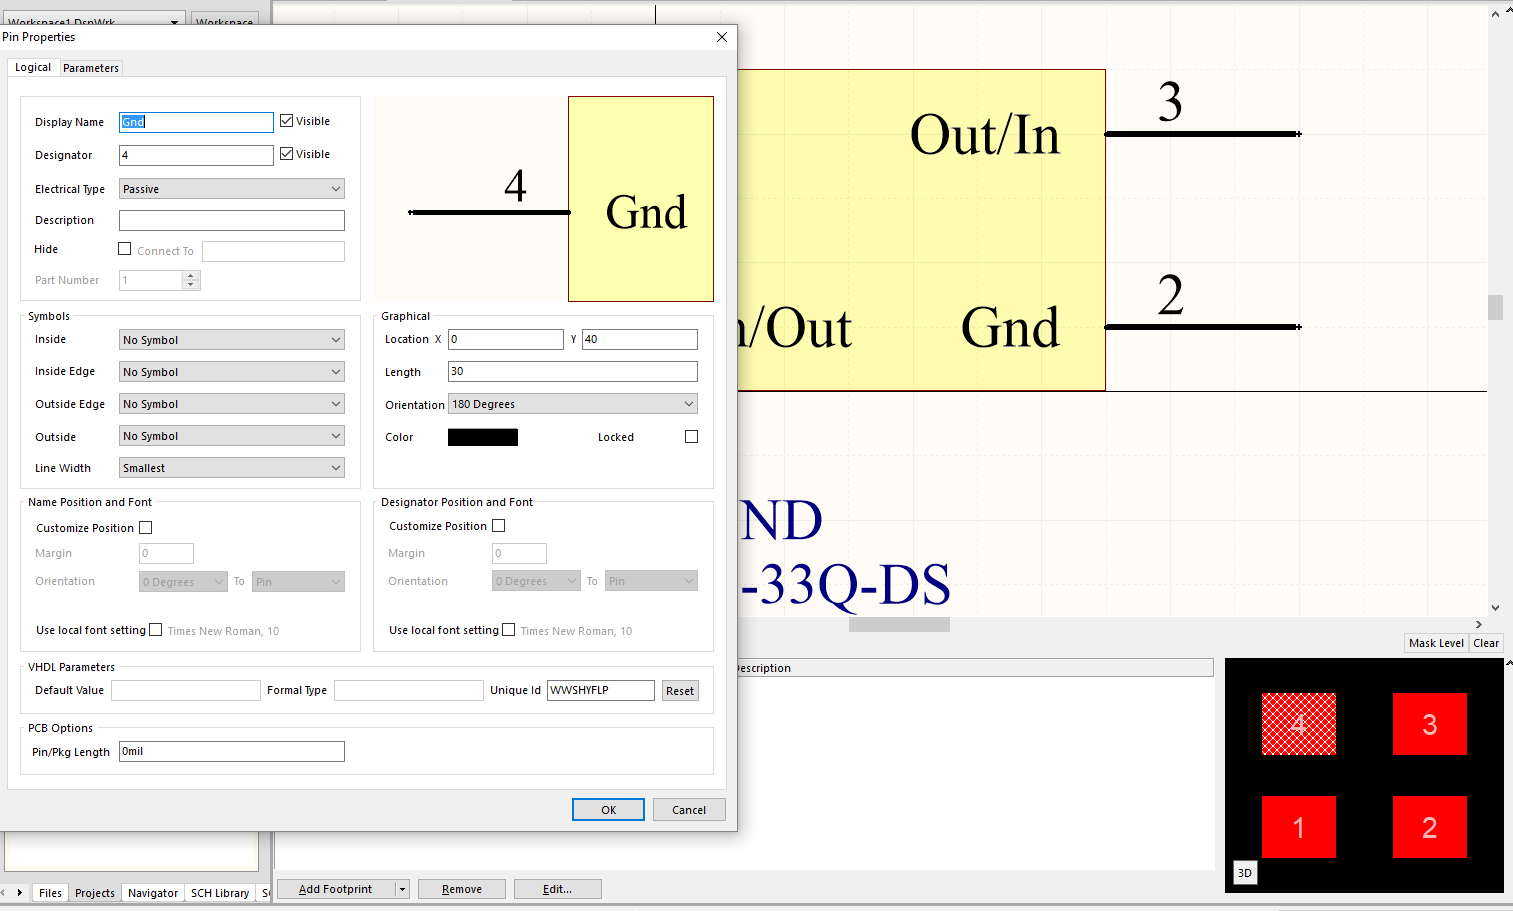 Workspace1.DsnWrk
Workspace
Pin Properties
Logical
Parameters
Display Name
Gnd
Visible
Designator
4
Visible
Electrical Type
Passive
Description
Hide
Connect To
Part Number
1
4
Gnd
Symbols
Inside
No Symbol
Inside Edge
No Symbol
Outside Edge
No Symbol
Outside
No Symbol
Line Width
Smallest
Graphical
Location X
0
Y
40
Length
30
Orientation
180 Degrees
Color
Locked
Name Position and Font
Customize Position
Margin
0
Orientation
0 Degrees
To
Pin
Use local font setting
Times New Roman, 10
Designator Position and Font
Customize Position
Margin
0
Orientation
0 Degrees
To
Pin
Use local font setting
Times New Roman, 10
VHDL Parameters
Default Value
Formal Type
Unique Id
WWSHYFLP
Reset
PCB Options
Pin/Pkg Length
0mil
OK
Cancel
Out/In
3
/Out
Gnd
2
ND
-33Q-DS
Mask Level
Clear
Description
4
3
1
2
3D
Files
Projects
Navigator
SCH Library
Add Footprint
Remove
Edit...